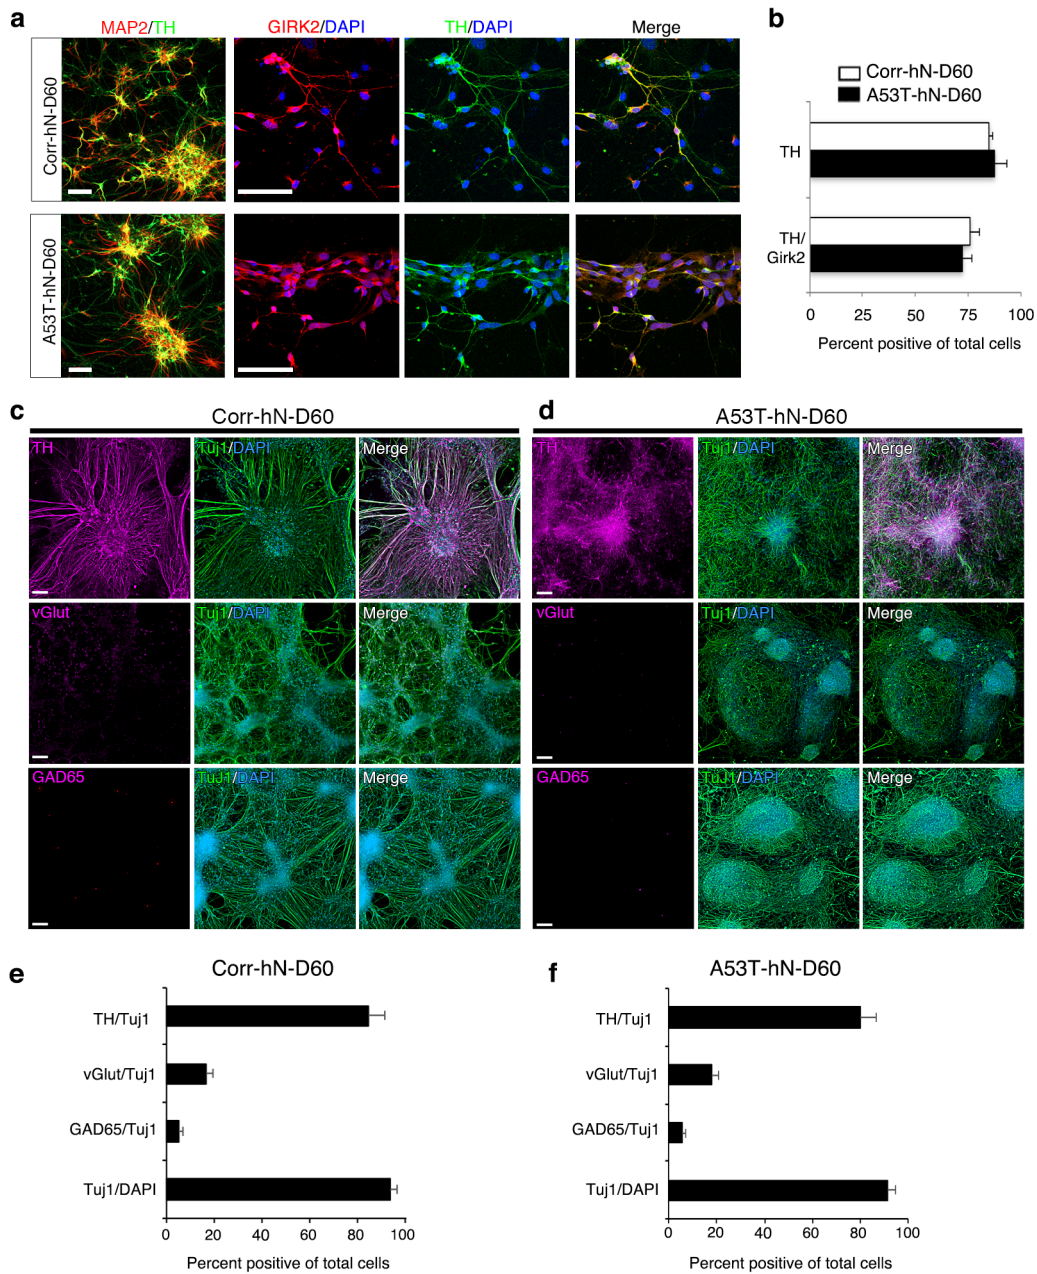 a
MAP2/TH
GIRK2/DAPI
TH/DAPI
Merge
Corr-hN-D60
A53T-hN-D60
b
Corr-hN-D60
A53T-hN-D60
TH
TH/
Girk2
0 25 50 75 100
Percent positive of total cells
c
Corr-hN-D60
TH
Tuj1/DAPI
Merge
vGlut
Tuj1/DAPI
Merge
GAD65
TuJ1/DAPI
Merge
d
A53T-hN-D60
TH
Tuj1/DAPI
Merge
vGlut
Tuj1/DAPI
Merge
GAD65
TuJ1/DAPI
Merge
e
Corr-hN-D60
TH/Tuj1
vGlut/Tuj1
GAD65/Tuj1
Tuj1/DAPI
0 20 40 60 80 100
Percent positive of total cells
f
A53T-hN-D60
TH/Tuj1
vGlut/Tuj1
GAD65/Tuj1
Tuj1/DAPI
0 20 40 60 80 100
Percent positive of total cells